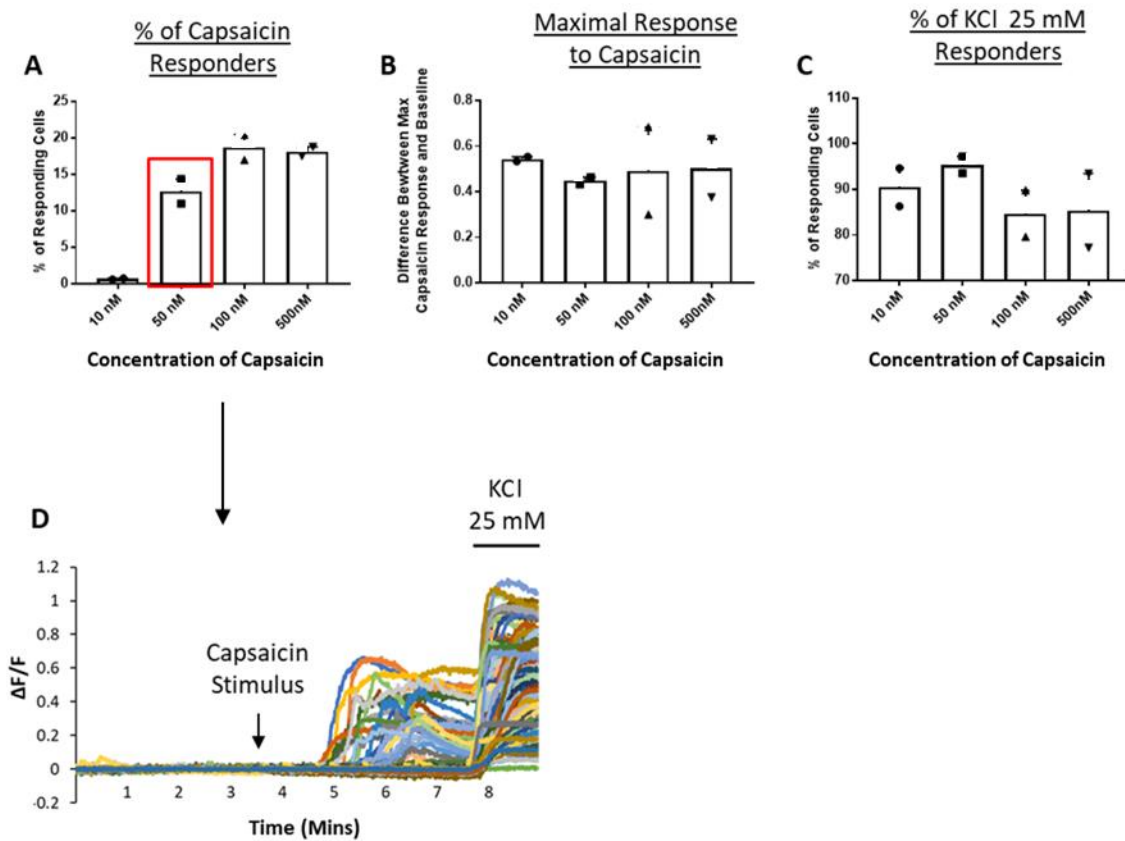 A
% of Capsaicin
Responders
% of Responding Cells
25
20
15
10
5
0
10 nM
50 nM
100 nM
500nM
Concentration of Capsaicin
B
Maximal Response
to Capsaicin
Difference Bewtween Max
Capsaicin Response and Baseline
0.8
0.6
0.4
0.2
0.0
10 nM
50 nM
100 nM
500nM
Concentration of Capsaicin
C
% of KCl 25 mM
Responders
% of Responding Cells
110
100
90
80
70
10 nM
50 nM
100 nM
500nM
Concentration of Capsaicin
D
KCl
25 mM
Capsaicin
Stimulus
ΔF/F
1.2
1
0.8
0.6
0.4
0.2
0
-0.2
1
2
3
4
5
6
7
8
Time (Mins)